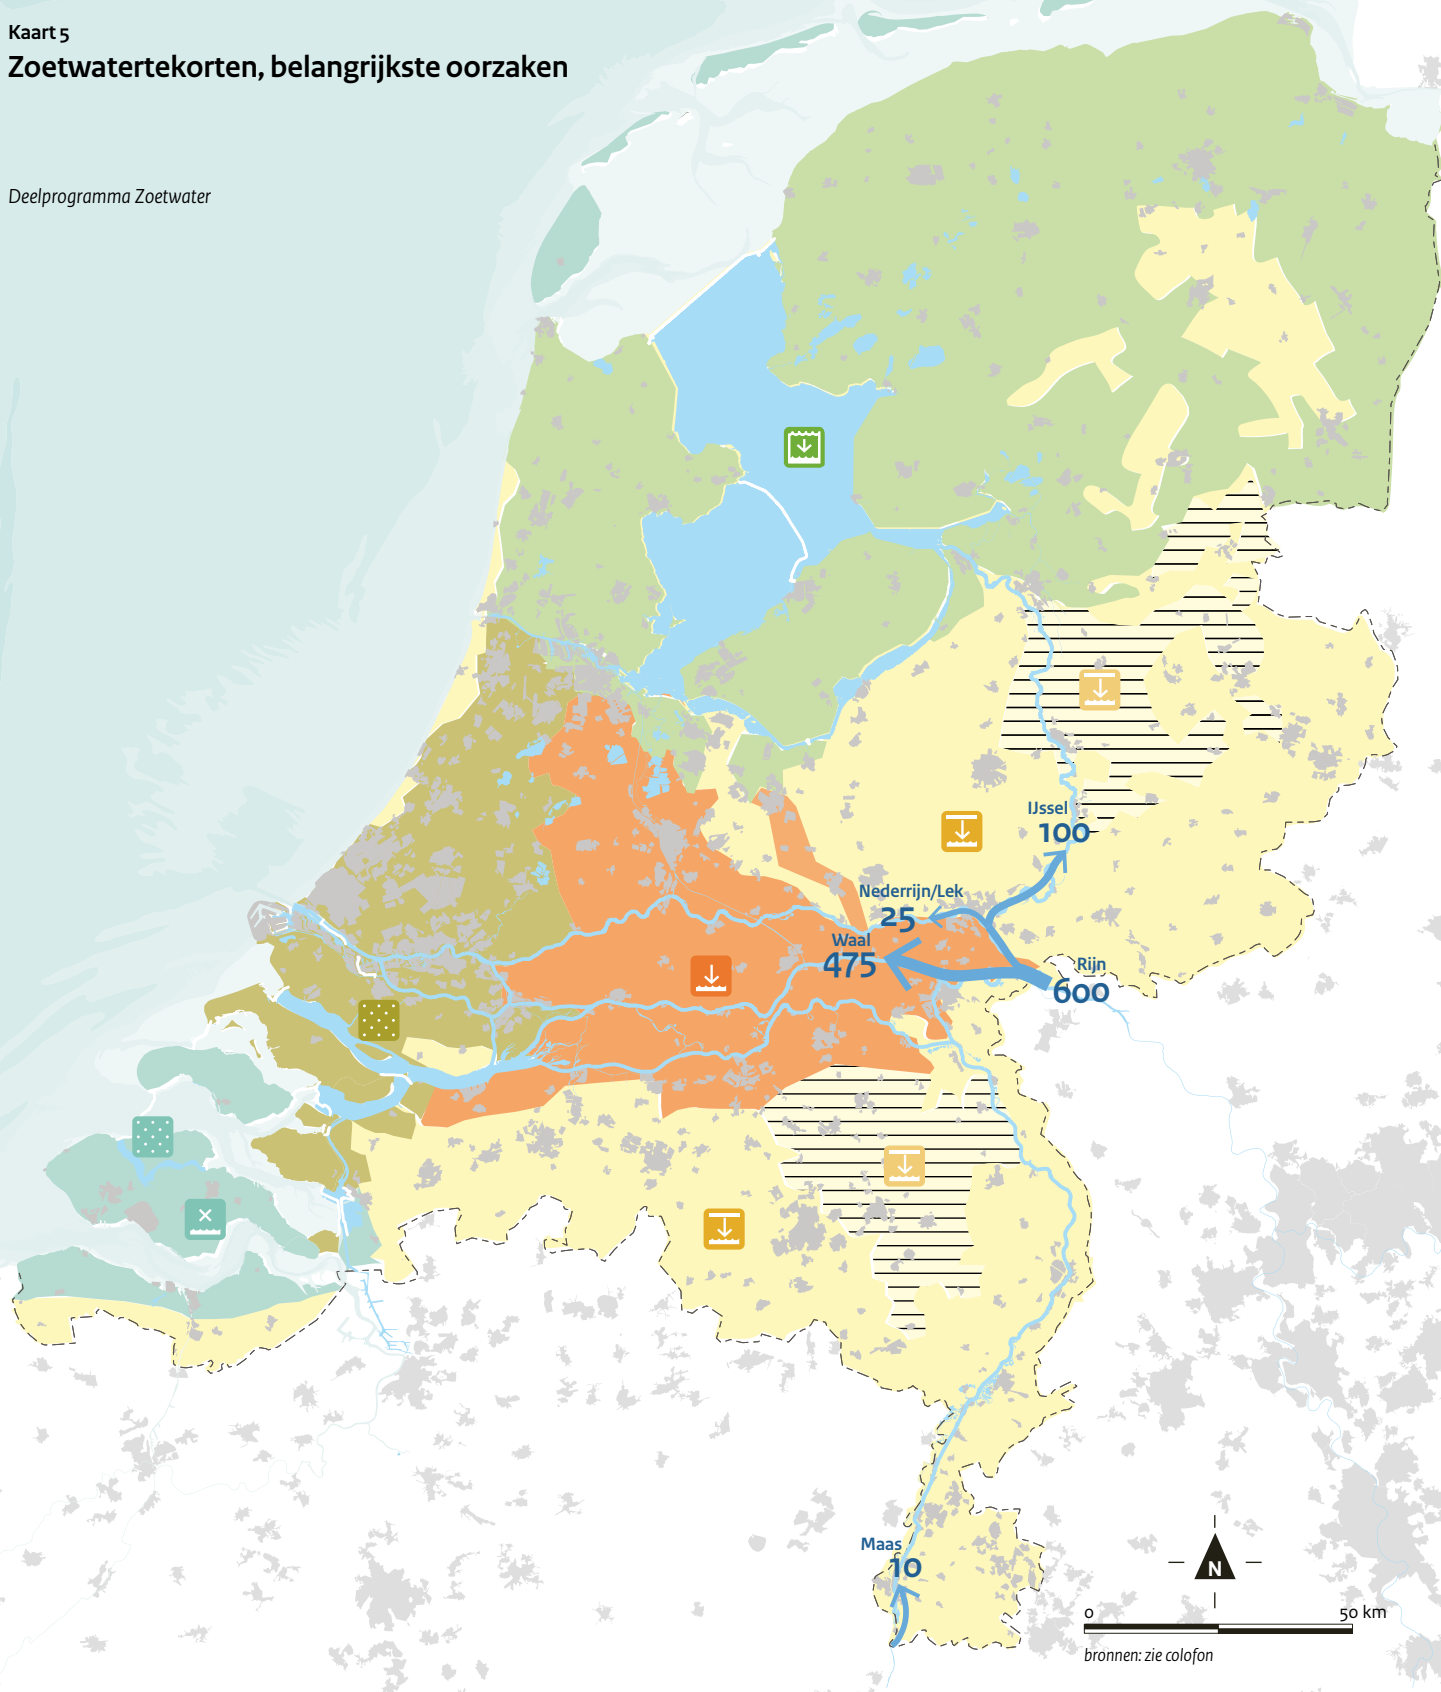 Kaart 5
Zoetwatertekorten, belangrijkste oorzaken
Deelprogramma Zoetwater
IJssel
100
Nederrijn/Lek
25
Waal
475
Rijn
600
Maas
10
N
0 50 km
bronnen: zie colofon